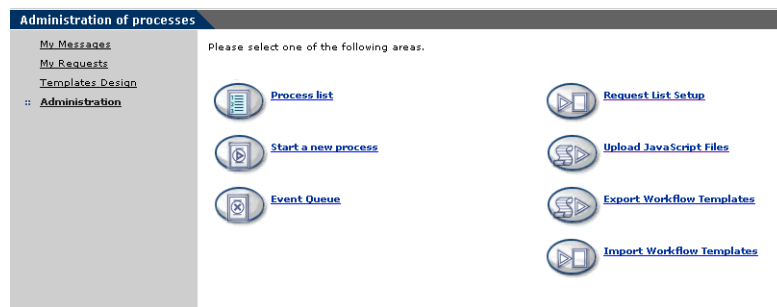 Administration of processes
My Messages
My Requests
Templates Design
:: Administration
Please select one of the following areas.
Process list
Start a new process
Event Queue
Request List Setup
Upload JavaScript Files
Export Workflow Templates
Import Workflow Templates